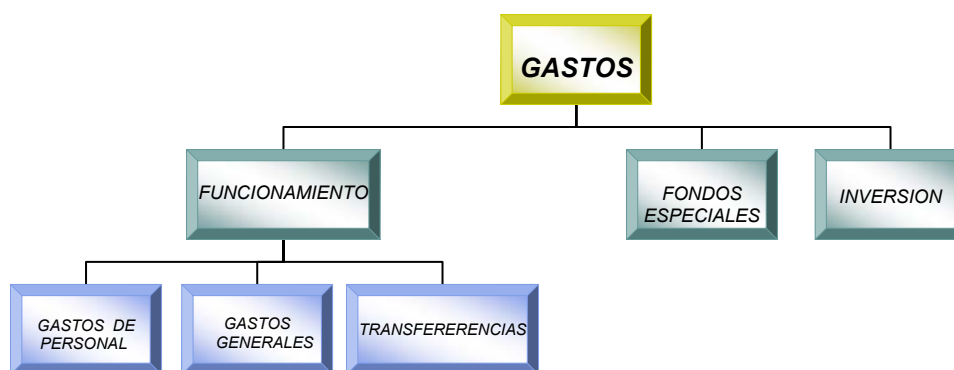 GASTOS
FUNCIONAMIENTO
FONDOS
ESPECIALES
INVERSION
GASTOS DE
PERSONAL
GASTOS
GENERALES
TRANSFERERENCIAS